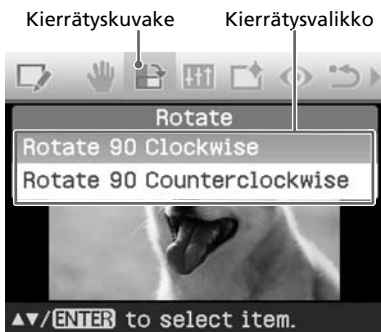 Kierrätyskuvake Kierrätysvalikko
Rotate
Rotate 90 Clockwise
Rotate 90 Counterclockwise
▲▼/ENTER to select item.